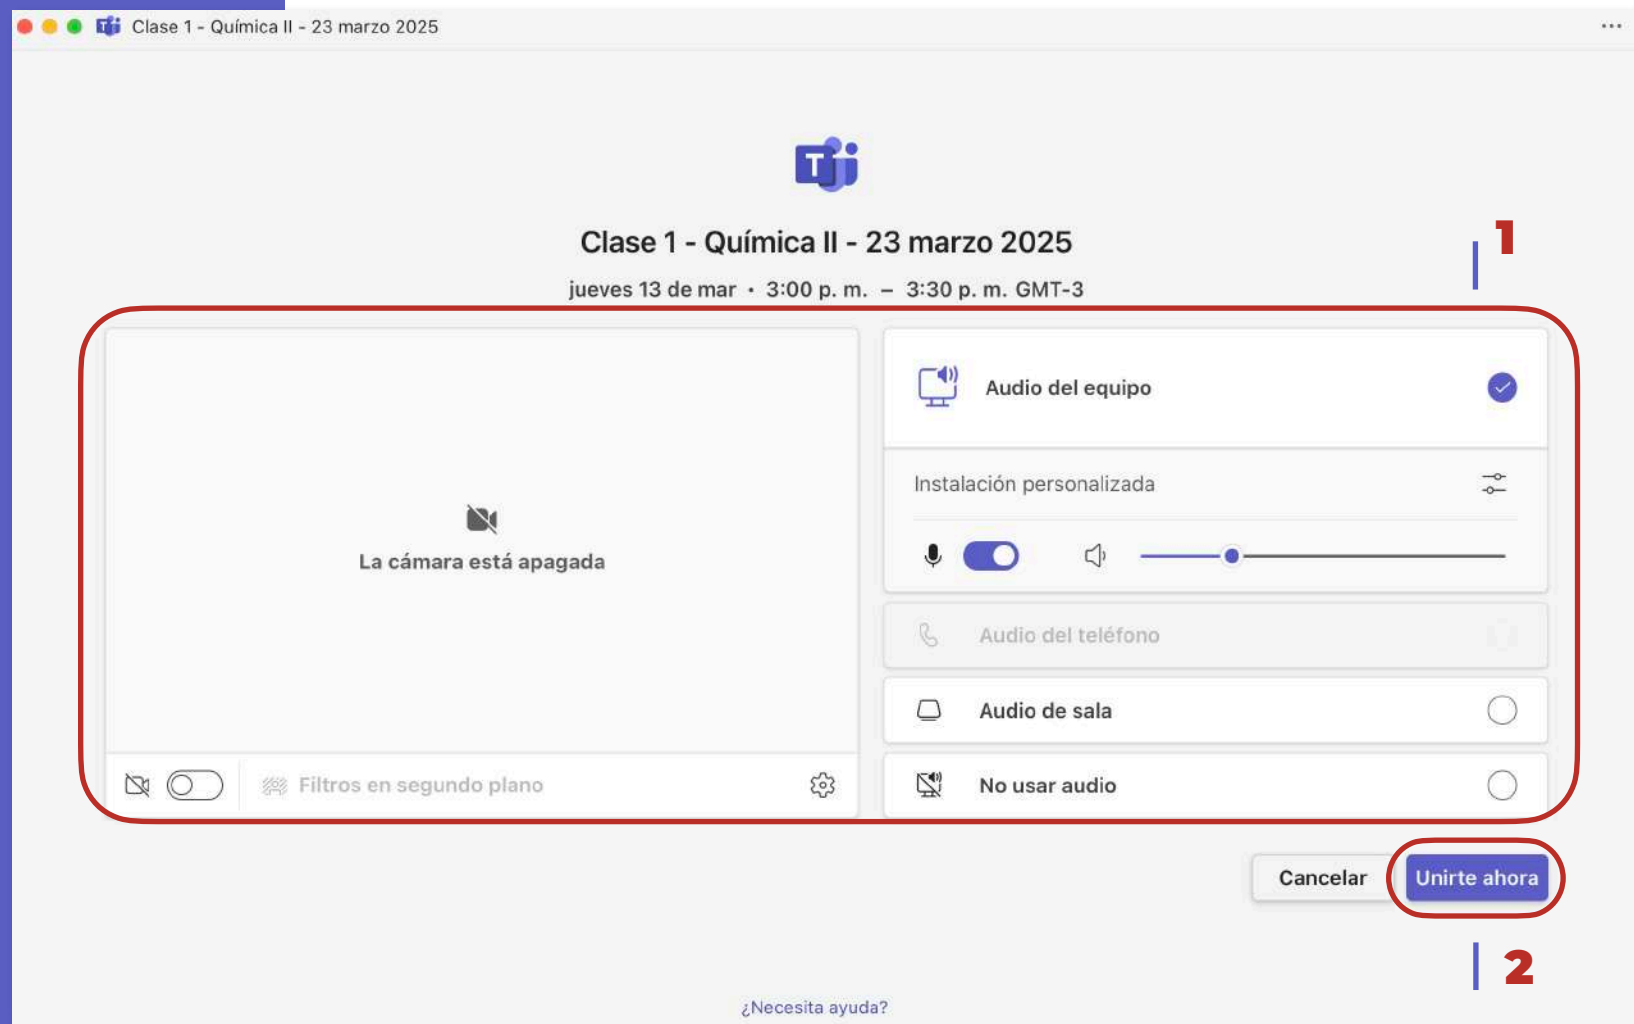 Clase 1 - Química II - 23 marzo 2025
Clase 1 - Química II - 23 marzo 2025
jueves 13 de mar • 3:00 p. m. – 3:30 p. m. GMT-3
1
Audio del equipo
Instalación personalizada
La cámara está apagada
Audio del teléfono
Audio de sala
Filtros en segundo plano
No usar audio
Cancelar
Unirte ahora
2
¿Necesita ayuda?